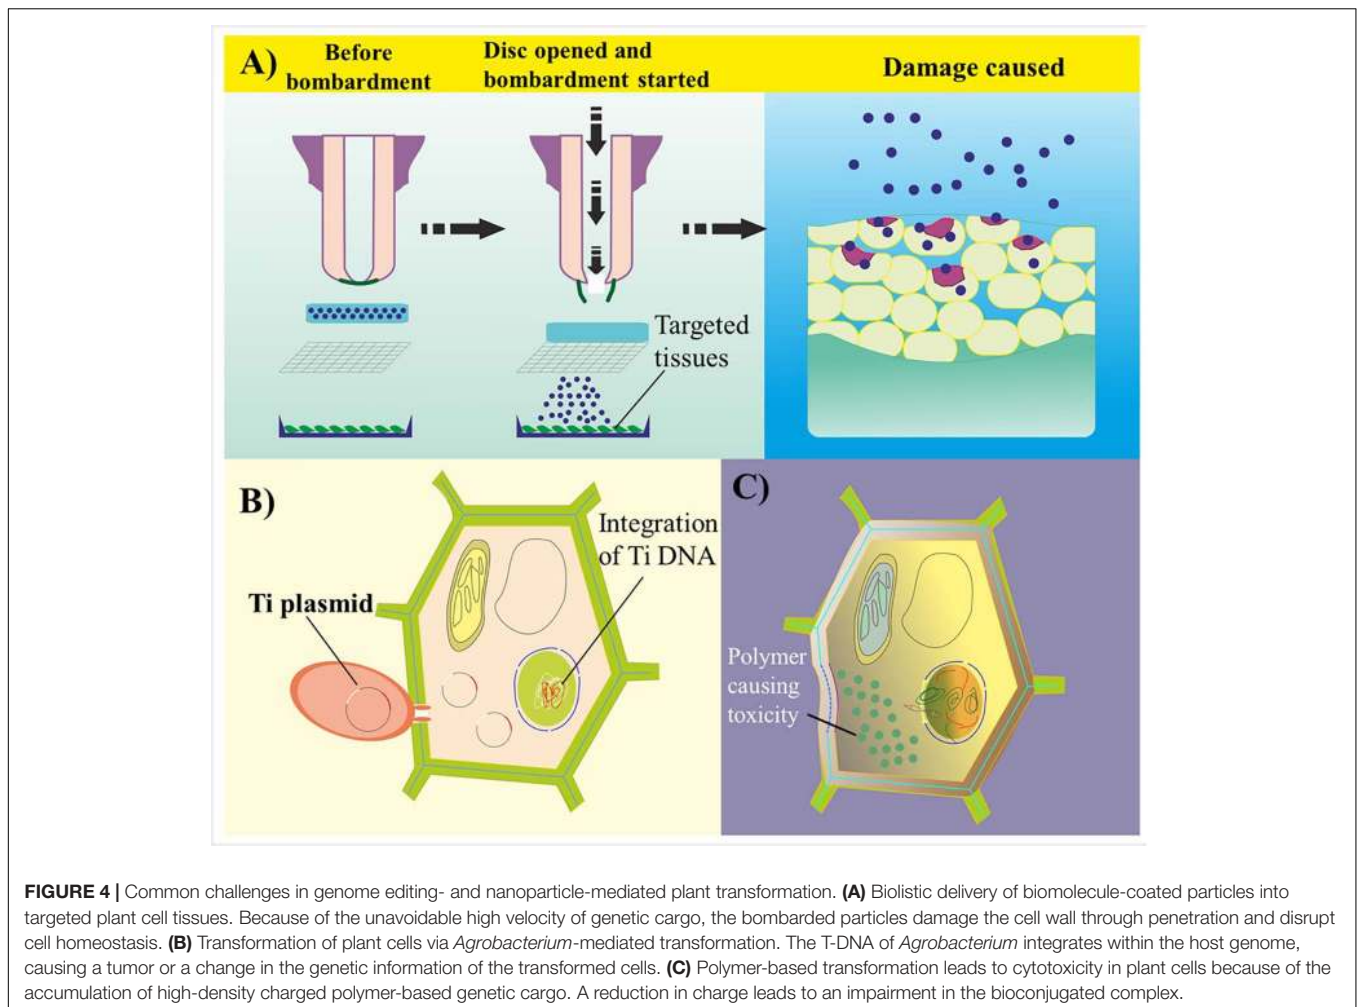 A)
Before
bombardment
Disc opened and
bombardment started
Damage caused
Targeted
tissues
B)
Integration
of Ti DNA
Ti plasmid
C)
Polymer
causing
toxicity
FIGURE 4 | Common challenges in genome editing- and nanoparticle-mediated plant transformation. (A) Biolistic delivery of biomolecule-coated particles into
targeted plant cell tissues. Because of the unavoidable high velocity of genetic cargo, the bombarded particles damage the cell wall through penetration and disrupt
cell homeostasis. (B) Transformation of plant cells via Agrobacterium-mediated transformation. The T-DNA of Agrobacterium integrates within the host genome,
causing a tumor or a change in the genetic information of the transformed cells. (C) Polymer-based transformation leads to cytotoxicity in plant cells because of the
accumulation of high-density charged polymer-based genetic cargo. A reduction in charge leads to an impairment in the bioconjugated complex.